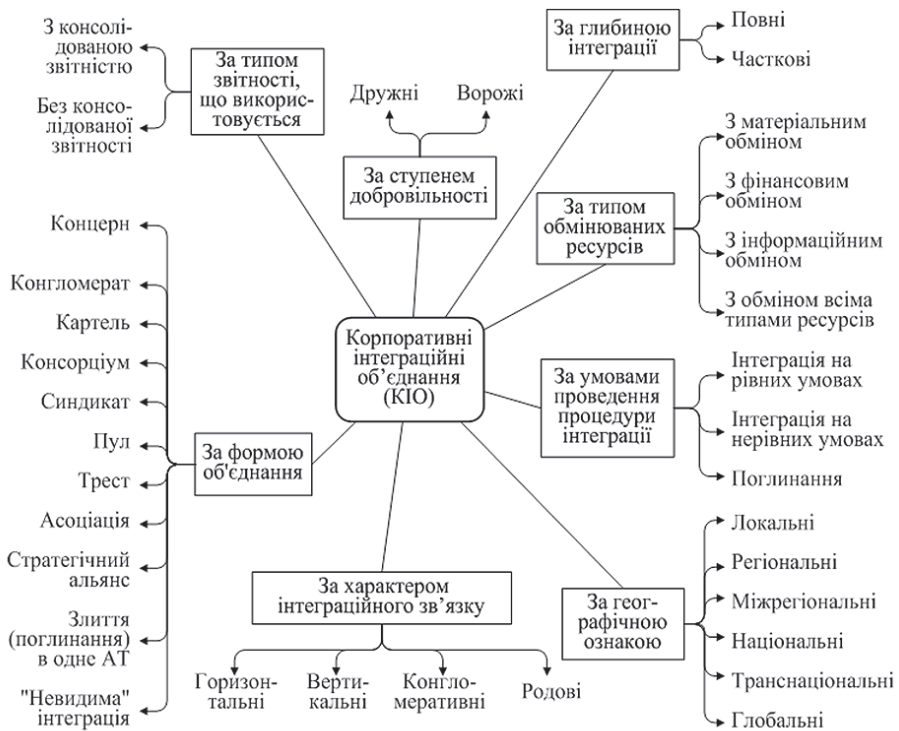 З консолі-
дованою
звітністю
Без консо-
лідованої
звітності
За типом
звітності,
що викорис-
товується
Дружні
Ворожі
За ступенем
добровільності
За глибиною
інтеграції
Повні
Часткові
За типом
обмінюваних
ресурсів
З матеріальним
обміном
З фінансовим
обміном
З інформаційним
обміном
З обміном всіма
типами ресурсів
Корпоративні
інтеграційні
об’єднання
(КІО)
За умовами
проведення
процедури
інтеграції
Інтеграція на
рівних умовах
Інтеграція на
нерівних умовах
Поглинання
Концерн
Конгломерат
Картель
Консорціум
Синдикат
Пул
Трест
Асоціація
Стратегічний
альянс
Злиття
(поглинання)
в одне АТ
"Невидима"
інтеграція
За формою
об'єднання
За характером
інтеграційного зв’язку
Горизон-
тальні
Верти-
кальні
Конгло-
меративні
Родові
За геог-
рафічною
ознакою
Локальні
Регіональні
Міжрегіональні
Національні
Транснаціональні
Глобальні